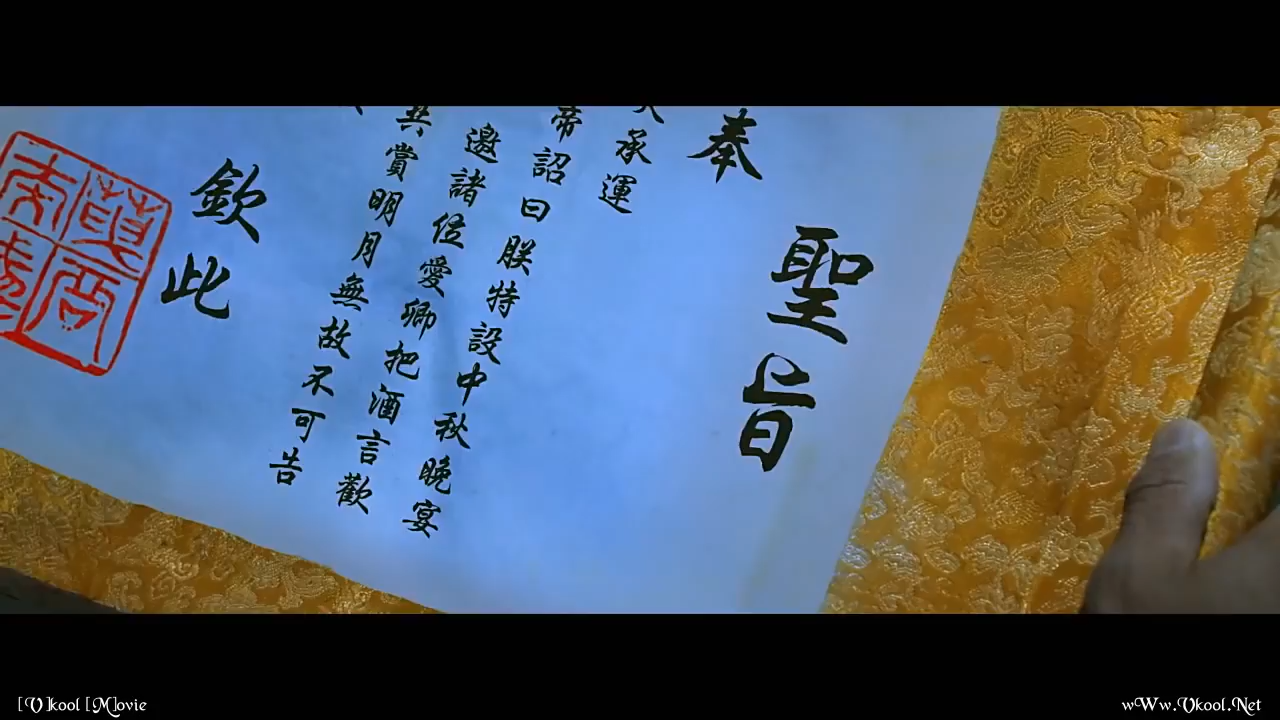 聖旨
奉
承運
帝詔曰朕特設中秋晚宴
邀諸位愛卿把酒言歡
共賞明月無故不可告
欽此
[V]kool [M]ovie
wWw.Vkool.Net